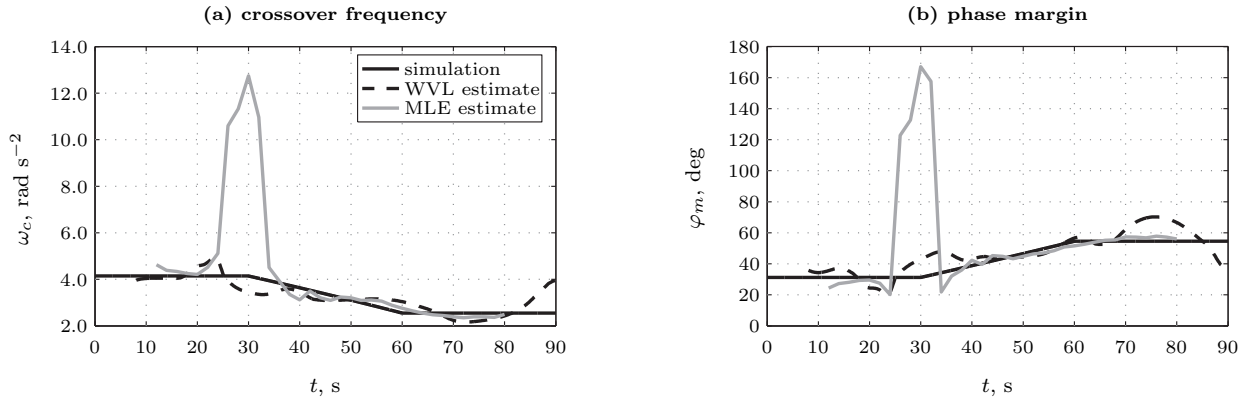 (a) crossover frequency
14.0
12.0
10.0
8.0
6.0
4.0
2.0
ω_c, rad s⁻²
simulation
WVL estimate
MLE estimate
0 10 20 30 40 50 60 70 80 90
t, s
(b) phase margin
180
160
140
120
100
80
60
40
20
0
φ_m, deg
0 10 20 30 40 50 60 70 80 90
t, s